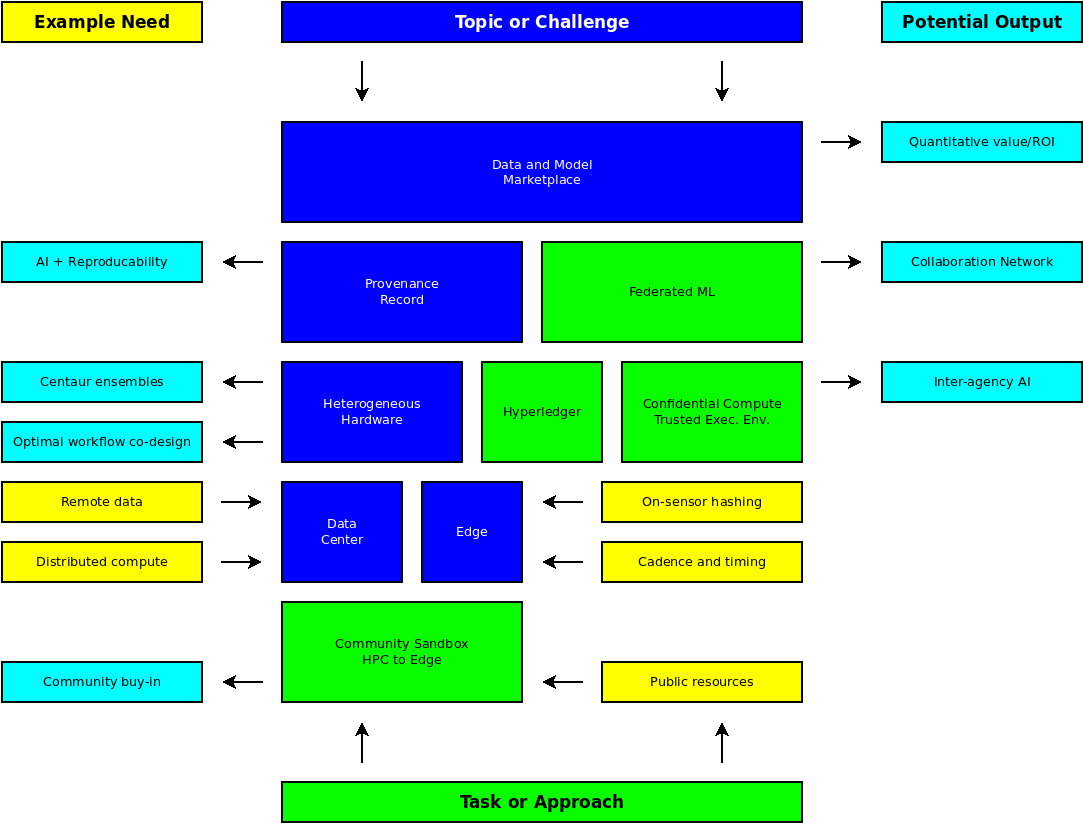 Example Need
Topic or Challenge
Potential Output
Data and Model
Marketplace
Quantitative value/ROI
AI + Reproducability
Provenance
Record
Federated ML
Collaboration Network
Centaur ensembles
Heterogeneous
Hardware
Hyperledger
Confidential Compute
Trusted Exec. Env.
Inter-agency AI
Optimal workflow co-design
Remote data
Data
Center
Edge
On-sensor hashing
Distributed compute
Cadence and timing
Community Sandbox
HPC to Edge
Community buy-in
Public resources
Task or Approach